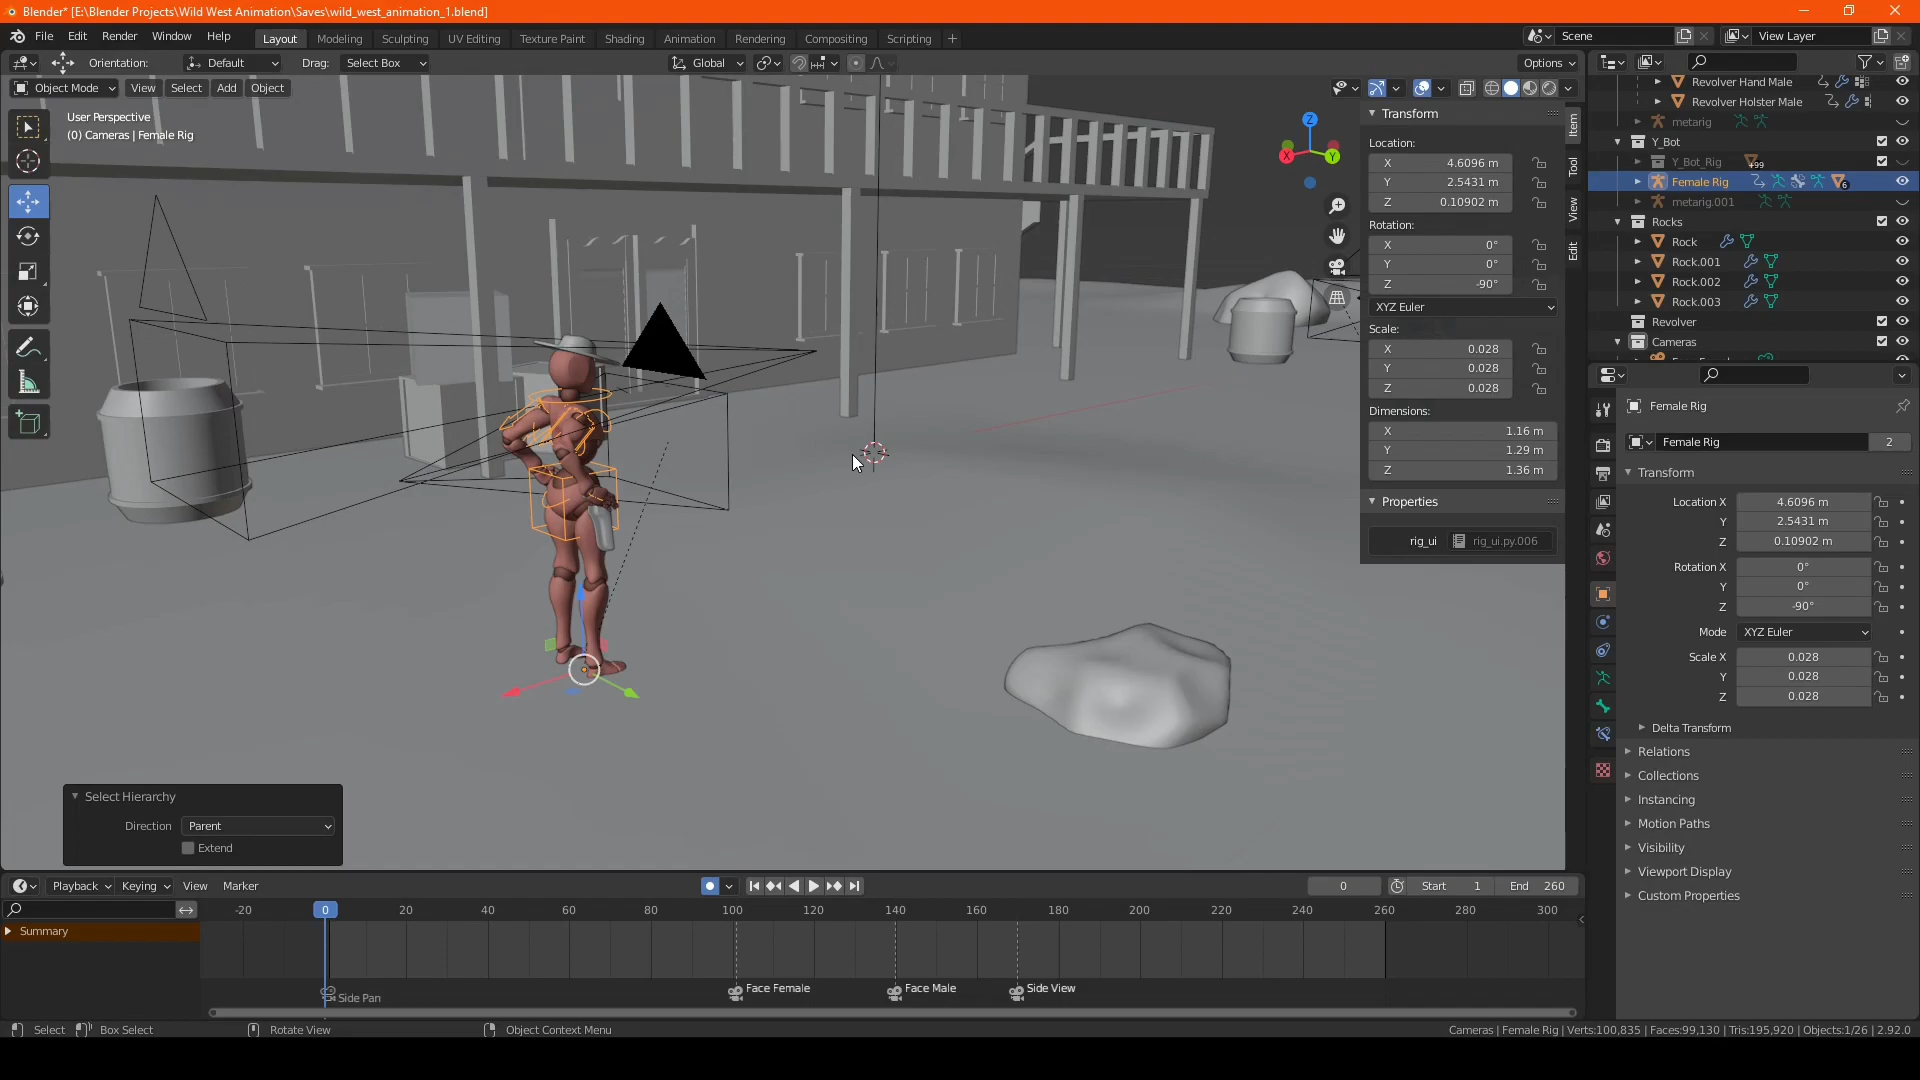 Blender* [E:\Blender Projects\Wild West Animation\Saves\wild_west_animation_1.blend]
File Edit Render Window Help
Layout Modeling Sculpting UV Editing Texture Paint Shading Animation Rendering Compositing Scripting +
Scene
View Layer
Orientation: Default Drag: Select Box
Global
Options
Object Mode View Select Add Object
User Perspective
(0) Cameras | Female Rig
Z
X
Y
Transform
Location:
X 4.6096 m
Y 2.5431 m
Z 0.10902 m
Rotation:
X 0°
Y 0°
Z -90°
XYZ Euler
Scale:
X 0.028
Y 0.028
Z 0.028
Dimensions:
X 1.16 m
Y 1.29 m
Z 1.36 m
Properties
rig_ui rig_ui.py.006
Item
Tool
View
Edit
Revolver Hand Male
Revolver Holster Male
metarig
Y_Bot
Y_Bot_Rig +99
Female Rig 6
metarig.001
Rocks
Rock
Rock.001
Rock.002
Rock.003
Revolver
Cameras
Female Rig
Female Rig 2
Transform
Location X 4.6096 m
Y 2.5431 m
Z 0.10902 m
Rotation X 0°
Y 0°
Z -90°
Mode XYZ Euler
Scale X 0.028
Y 0.028
Z 0.028
Delta Transform
Relations
Collections
Instancing
Motion Paths
Visibility
Viewport Display
Custom Properties
Select Hierarchy
Direction Parent
Extend
Playback Keying View Marker
0 Start 1 End 260
-20 0 20 40 60 80 100 120 140 160 180 200 220 240 260 280 300
Summary
Side Pan Face Female Face Male Side View
Select Box Select Rotate View Object Context Menu
Cameras | Female Rig | Verts:100,835 | Faces:99,130 | Tris:195,920 | Objects:1/26 | 2.92.0